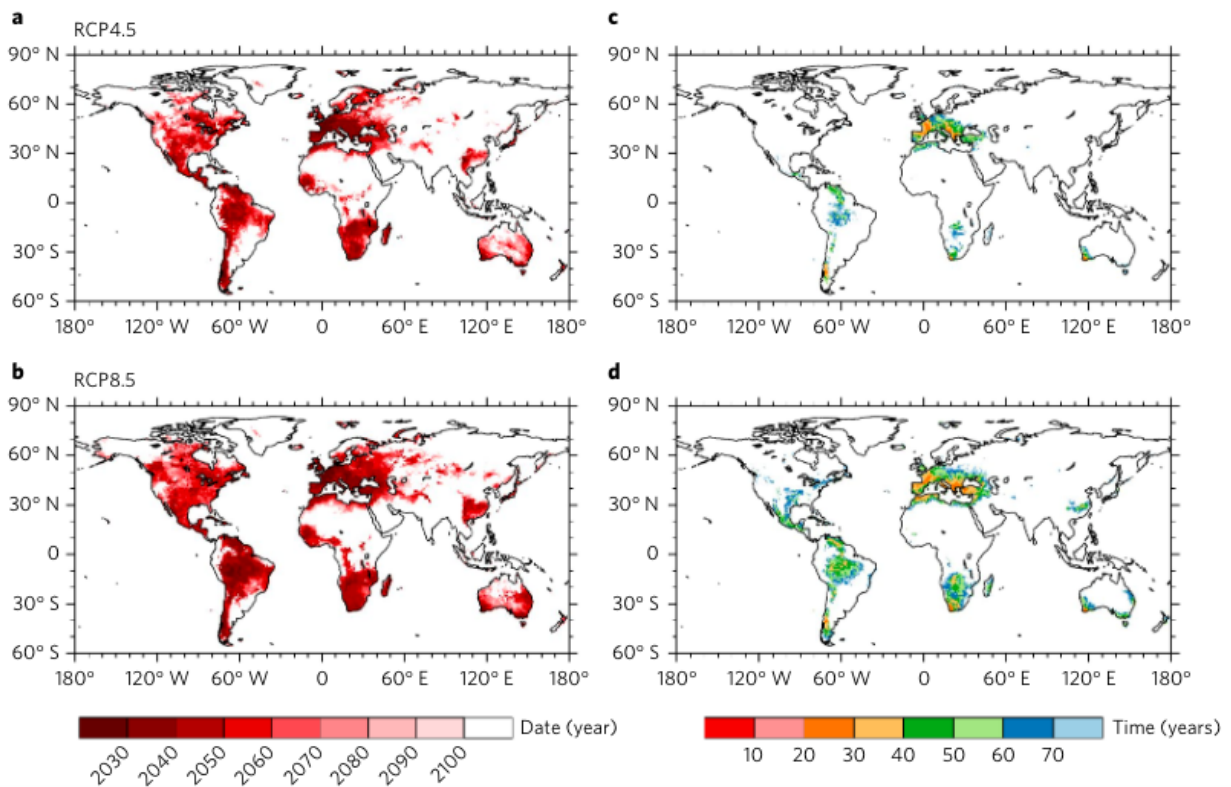 a
RCP4.5
90° N
60° N
30° N
0
30° S
60° S
180° 120° W 60° W 0 60° E 120° E 180°
c
90° N
60° N
30° N
0
30° S
60° S
180° 120° W 60° W 0 60° E 120° E 180°
b
RCP8.5
90° N
60° N
30° N
0
30° S
60° S
180° 120° W 60° W 0 60° E 120° E 180°
d
90° N
60° N
30° N
0
30° S
60° S
180° 120° W 60° W 0 60° E 120° E 180°
Date (year)
2030 2040 2050 2060 2070 2080 2090 2100
Time (years)
10 20 30 40 50 60 70